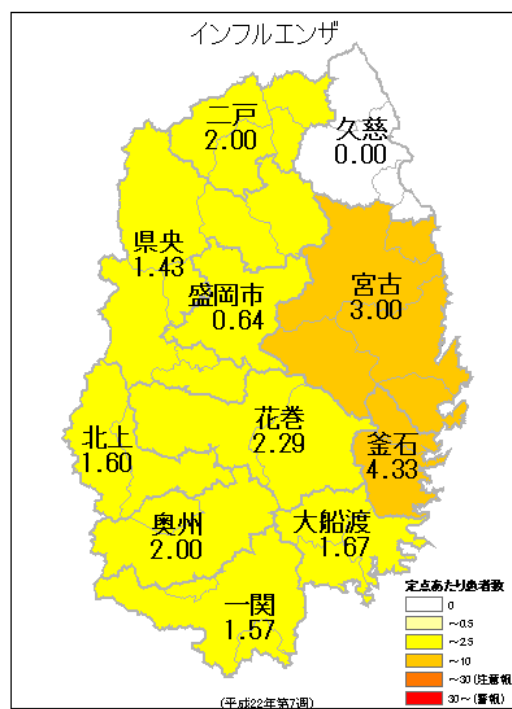 インフルエンザ
二戸
2.00
久慈
0.00
県央
1.43
盛岡市
0.64
宮古
3.00
花巻
2.29
北上
1.60
釜石
4.33
奥州
2.00
大船渡
1.67
一関
1.57
定点あたり患者数
0
～0.5
～2.5
～10
～30(注意報)
30～(警報)
(平成22年第7週)